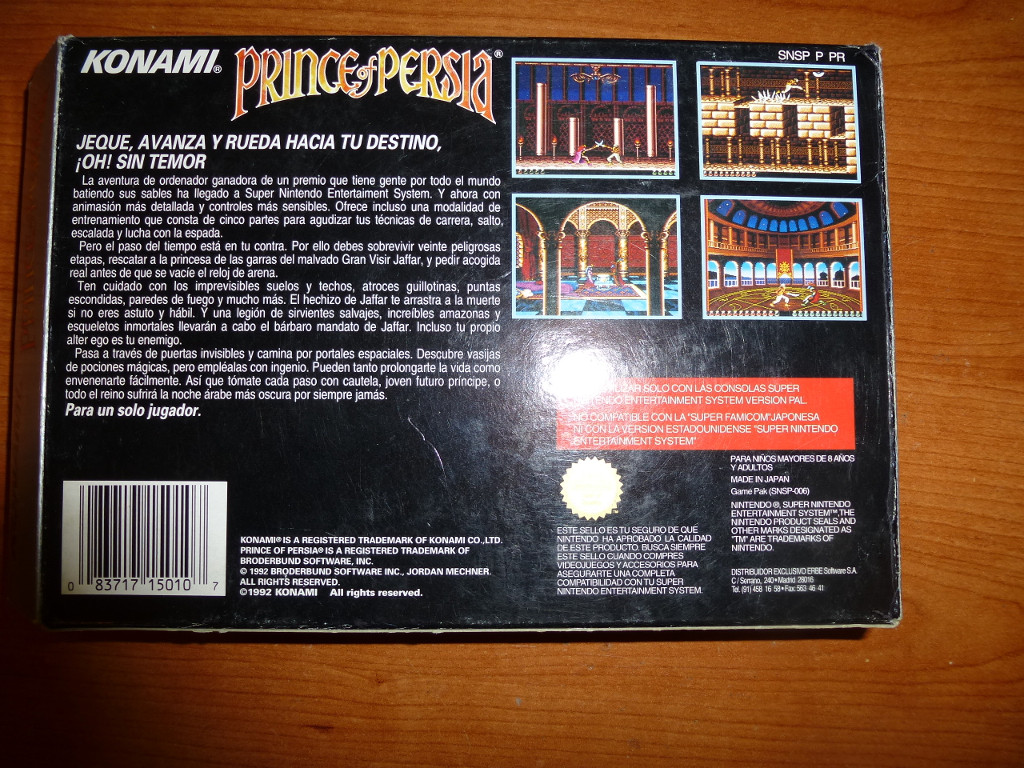 KONAMI®
PRINCE of PERSIA®
SNSP P PR
JEQUE, AVANZA Y RUEDA HACIA TU DESTINO,
¡OH! SIN TEMOR
La aventura de ordenador ganadora de un premio que tiene gente por todo el mundo
batiendo sus sables ha llegado a Super Nintendo Entertaiment System. Y ahora con
animasión más detallada y controles más sensibles. Ofrece incluso una modalidad de
entrenamiento que consta de cinco partes para agudizar tus técnicas de carrera, salto,
escalada y lucha con la espada.
Pero el paso del tiempo está en tu contra. Por ello debes sobrevivir veinte peligrosas
etapas, rescatar a la princesa de las garras del malvado Gran Visir Jaffar, y pedir acogida
real antes de que se vacíe el reloj de arena.
Ten cuidado con los imprevisibles suelos y techos, atroces guillotinas, puntas
escondidas, paredes de fuego y mucho más. El hechizo de Jaffar te arrastra a la muerte
si no eres astuto y hábil. Y una legión de sirvientes salvajes, increíbles amazonas y
esqueletos inmortales llevarán a cabo el bárbaro mandato de Jaffar. Incluso tu propio
alter ego es tu enemigo.
Pasa a través de puertas invisibles y camina por portales espaciales. Descubre vasijas
de pociones mágicas, pero empléalas con ingenio. Pueden tanto prolongarte la vida como
envenenarte fácilmente. Así que tómate cada paso con cautela, joven futuro príncipe, o
todo el reino sufrirá la noche árabe más oscura por siempre jamás.
Para un solo jugador.
SOLO CON LAS CONSOLAS SUPER
ENTERTAINMENT SYSTEM VERSION PAL.
NO COMPATIBLE CON LA "SUPER FAMICOM"JAPONESA
NI CON LA VERSION ESTADOUNIDENSE "SUPER NINTENDO
ENTERTAINMENT SYSTEM"
PARA NIÑOS MAYORES DE 8 AÑOS
Y ADULTOS
MADE IN JAPAN
Game Pak (SNSP-006)
NINTENDO ®, SUPER NINTENDO
ENTERTAINMENT SYSTEM™,THE
NINTENDO PRODUCT SEALS AND
OTHER MARKS DESIGNATED AS
"TM" ARE TRADEMARKS OF
NINTENDO.
DISTRIBUIDOR EXCLUSIVO ERBE Software S.A.
C / Serrano, 240 • Madrid 28016
Tel. (91) 458 16 58 • Fax: 563 46 41
ESTE SELLO ES TU SEGURO DE QUE
NINTENDO HA APROBADO LA CALIDAD
DE ESTE PRODUCTO. BUSCA SIEMPRE
ESTE SELLO CUANDO COMPRES
VIDEOJUEGOS Y ACCESORIOS PARA
ASEGURARTE UNA COMPLETA
COMPATIBILIDAD CON TU SUPER
NINTENDO ENTERTAINMENT SYSTEM.
KONAMI® IS A REGISTERED TRADEMARK OF KONAMI CO.,LTD.
PRINCE OF PERSIA® IS A REGISTERED TRADEMARK OF
BRODERBUND SOFTWARE, INC.
© 1992 BRODERBUND SOFTWARE INC., JORDAN MECHNER.
ALL RIGHTS RESERVED.
©1992 KONAMI All rights reserved.
0 83717 15010 7